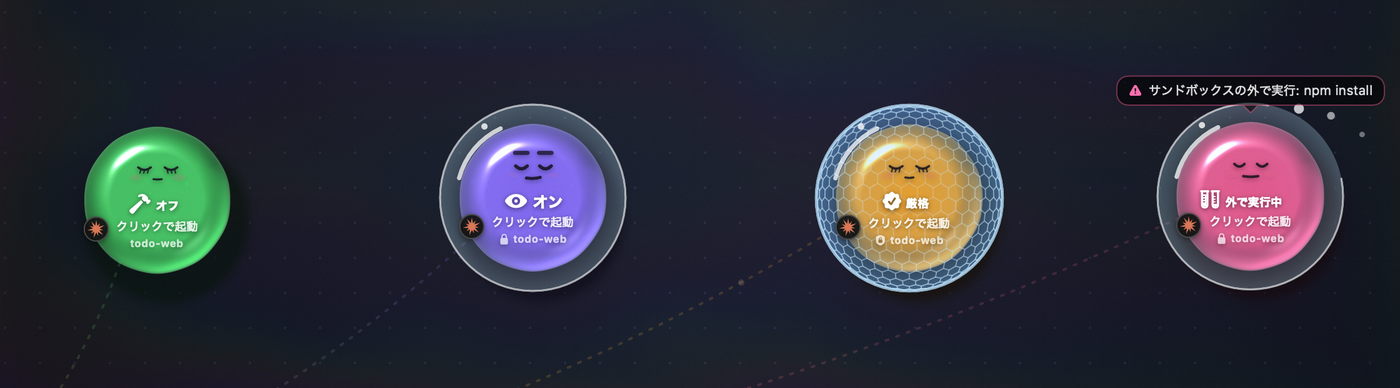 サンドボックスの外で実行: npm install
オフ
クリックで起動
todo-web
オン
クリックで起動
todo-web
厳格
クリックで起動
todo-web
外で実行中
クリックで起動
todo-web